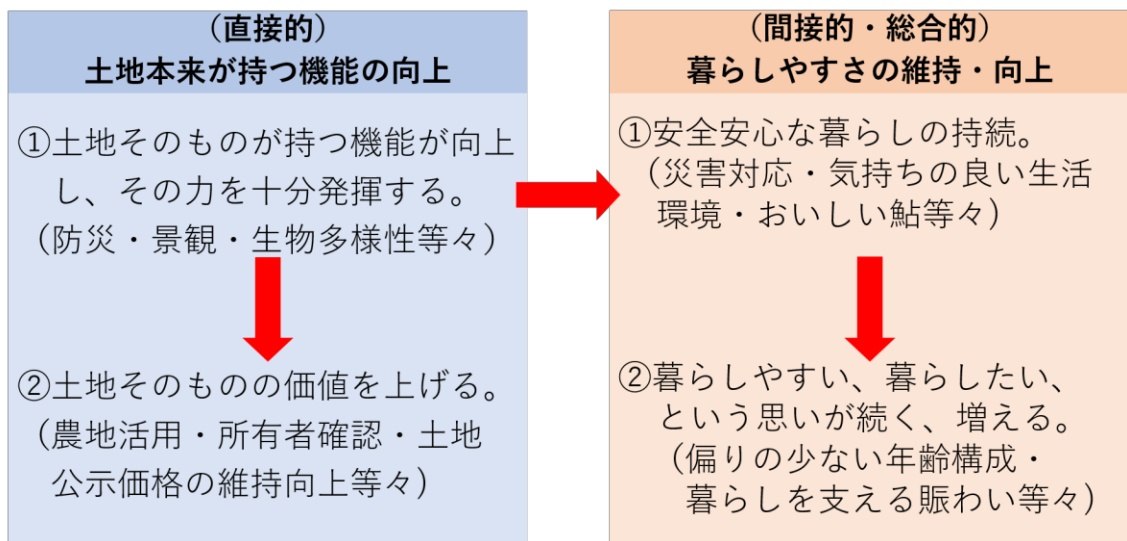 （直接的）
土地本来が持つ機能の向上
①土地そのものが持つ機能が向上
し、その力を十分発揮する。
（防災・景観・生物多様性等々）
②土地そのものの価値を上げる。
（農地活用・所有者確認・土地
公示価格の維持向上等々）
（間接的・総合的）
暮らしやすさの維持・向上
①安全安心な暮らしの持続。
（災害対応・気持ちの良い生活
環境・おいしい鮎等々）
②暮らしやすい、暮らしたい、
という思いが続く、増える。
（偏りの少ない年齢構成・
暮らしを支える賑わい等々）